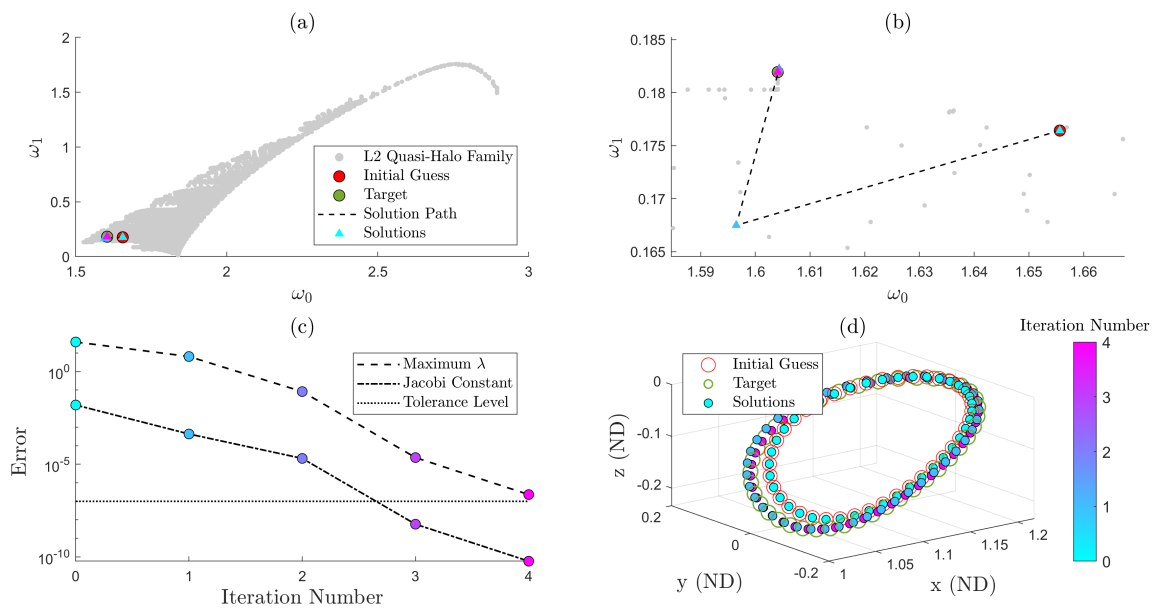 (a)
2
1.5
1
0.5
0
ω1
1.5
2
2.5
3
ω0
L2 Quasi-Halo Family
Initial Guess
Target
Solution Path
Solutions
(b)
0.185
0.18
0.175
0.17
0.165
ω1
1.59
1.6
1.61
1.62
1.63
1.64
1.65
1.66
ω0
(c)
10^0
10^-5
10^-10
Error
0
1
2
3
4
Iteration Number
Maximum λ
Jacobi Constant
Tolerance Level
(d)
Initial Guess
Target
Solutions
0
-0.1
-0.2
z (ND)
0.2
0
-0.2
y (ND)
1
1.05
1.1
1.15
1.2
x (ND)
Iteration Number
4
3
2
1
0